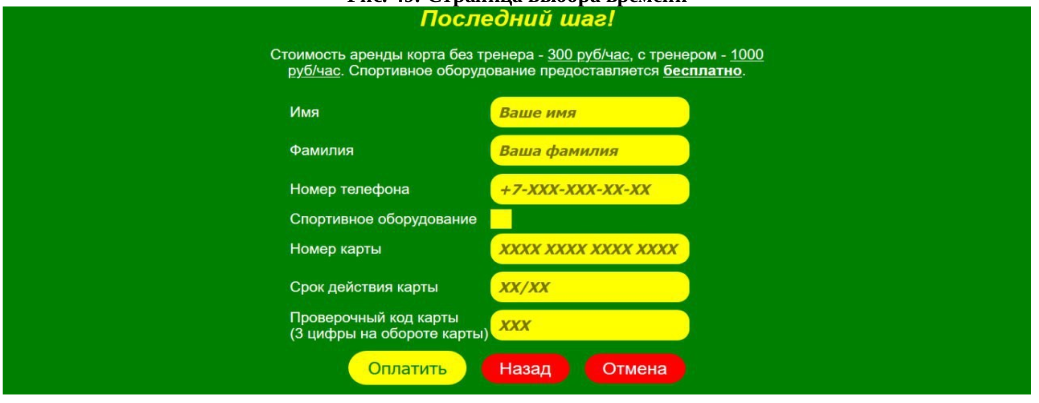 Рис. 43. Страница выбора времени
Последний шаг!
Стоимость аренды корта без тренера - 300 руб/час, с тренером - 1000
руб/час. Спортивное оборудование предоставляется бесплатно.
Имя
Ваше имя
Фамилия
Ваша фамилия
Номер телефона
+7-XXX-XXX-XX-XX
Спортивное оборудование
Номер карты
XXXX XXXX XXXX XXXX
Срок действия карты
XX/XX
Проверочный код карты
(3 цифры на обороте карты)
XXX
Оплатить
Назад
Отмена